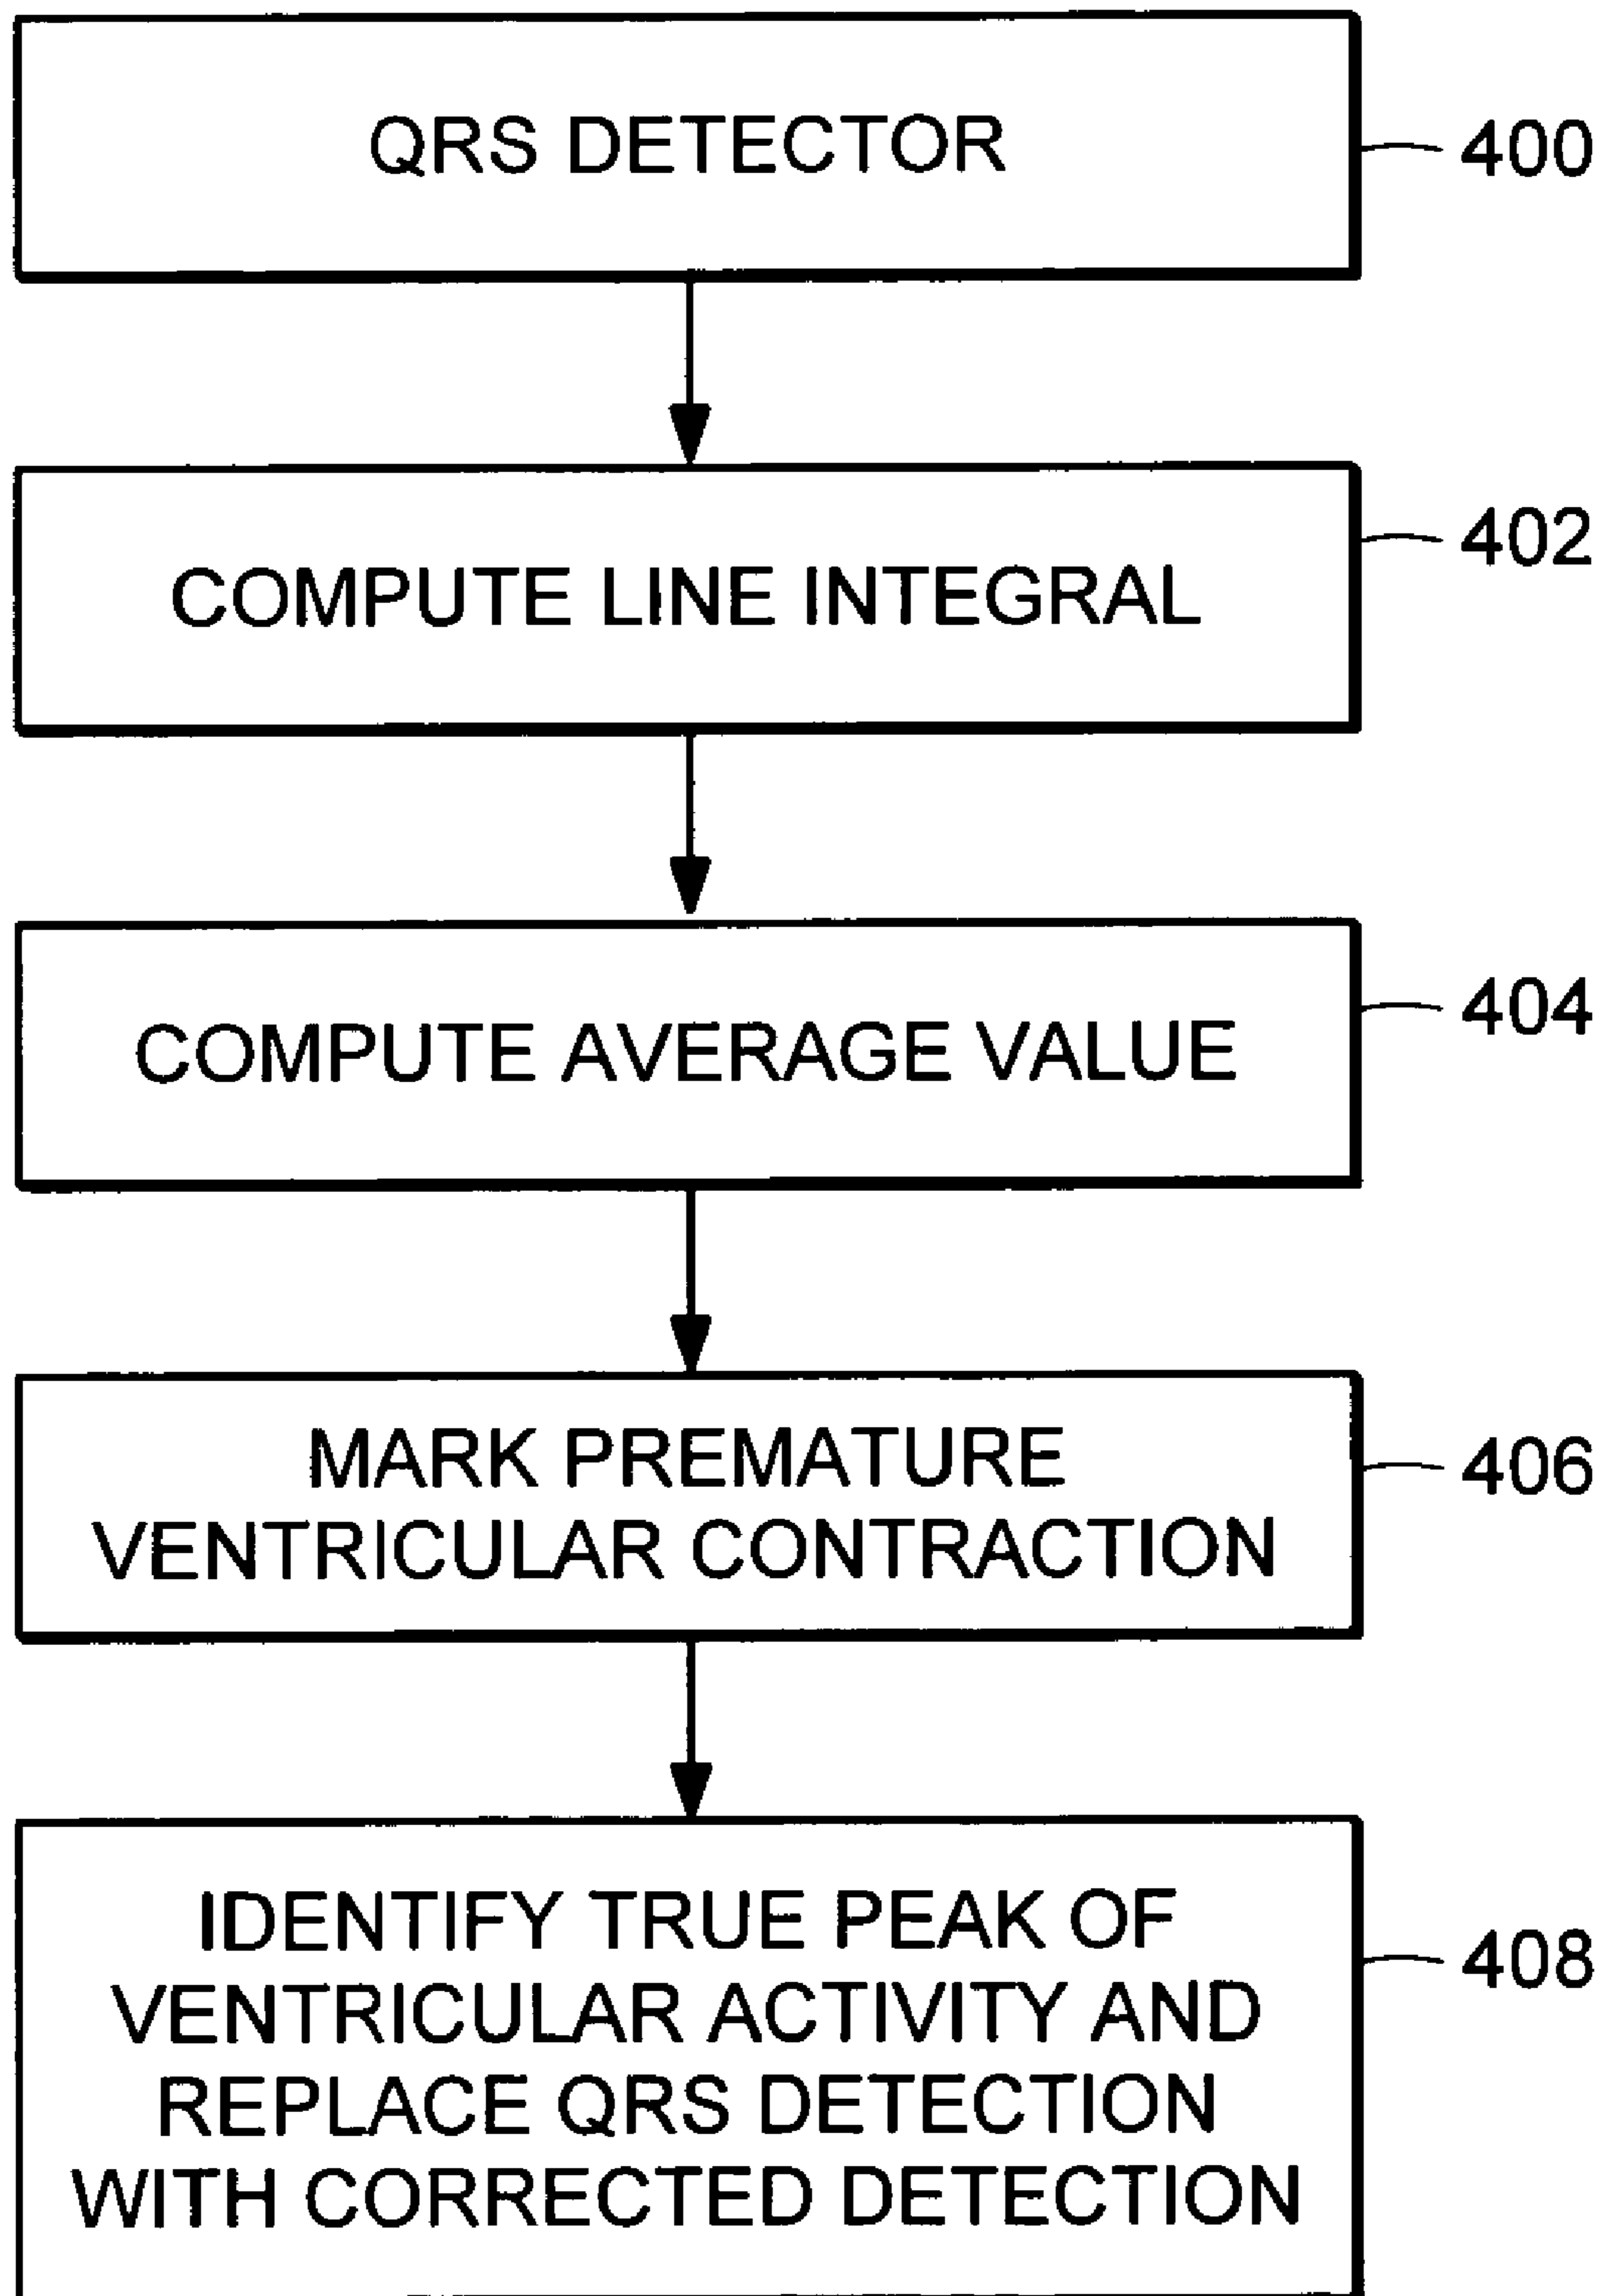 QRS DETECTOR
400
COMPUTE LINE INTEGRAL
402
COMPUTE AVERAGE VALUE
404
MARK PREMATURE
VENTRICULAR CONTRACTION
406
IDENTIFY TRUE PEAK OF
VENTRICULAR ACTIVITY AND
REPLACE QRS DETECTION
WITH CORRECTED DETECTION
408